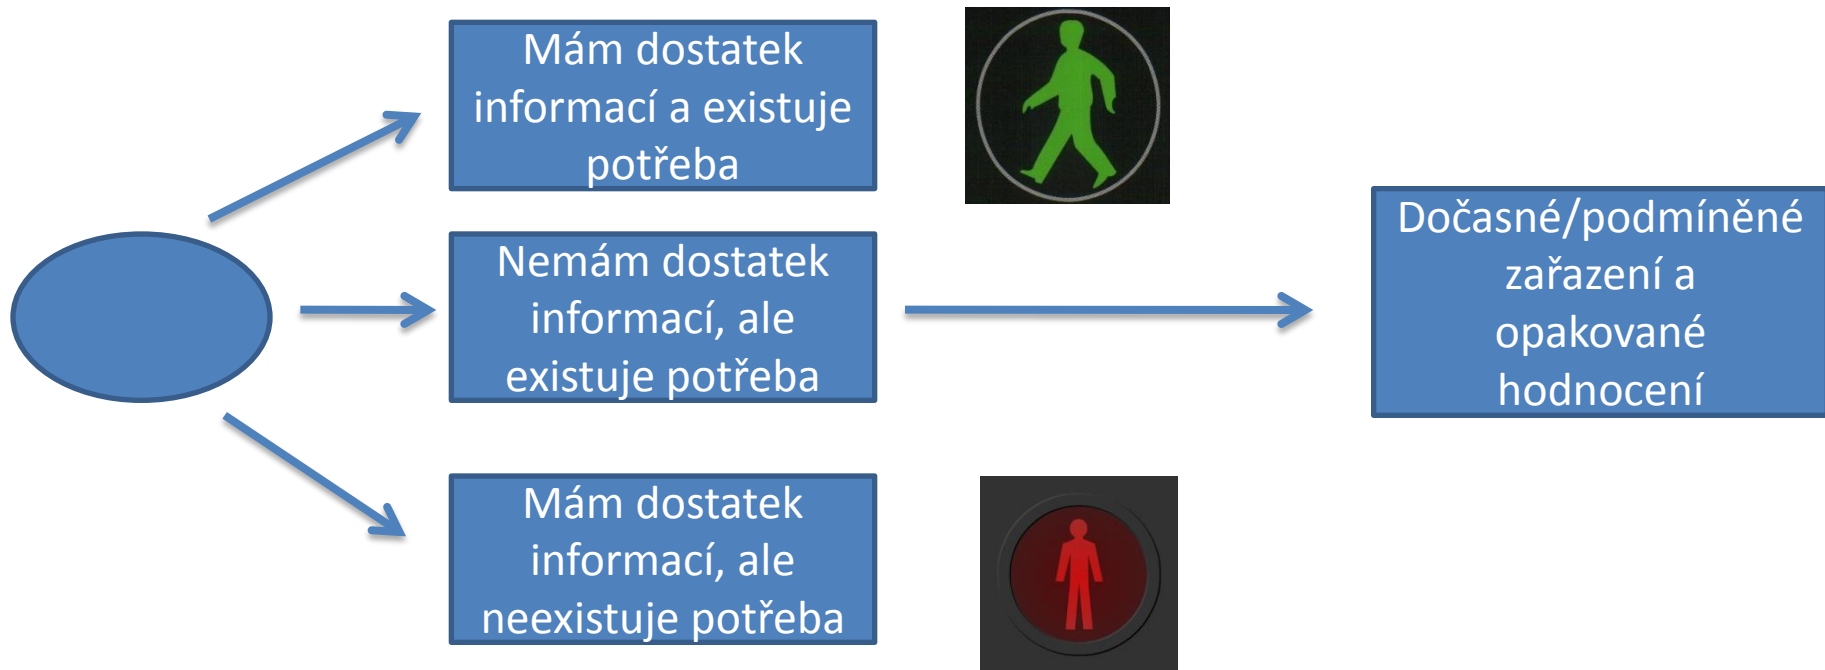 Mám dostatek
informací a existuje
potřeba
Nemám dostatek
informací, ale
existuje potřeba
Dočasné/podmíněné
zařazení a
opakované
hodnocení
Mám dostatek
informací, ale
neexistuje potřeba